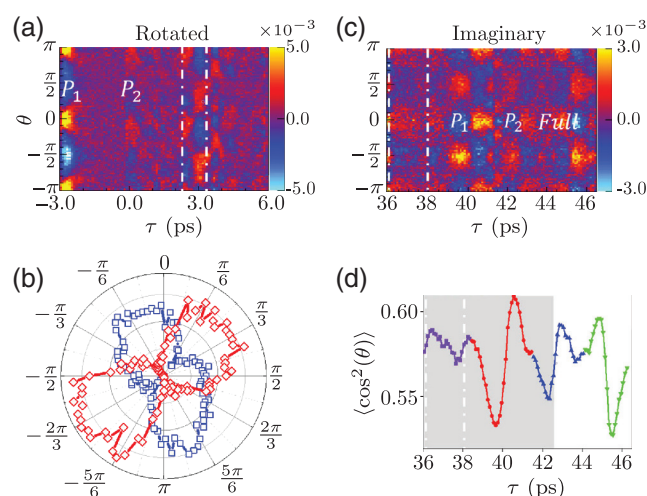 (a) Rotated ×10⁻³
π
π/2
θ 0
-π/2
-π
P₁ P₂
5.0
0
-5.0
-3.0 0.0 3.0 6.0
τ (ps)
(c) Imaginary ×10⁻³
π
π/2
0
-π/2
-π
P₁ P₂ Full
3.0
0
-3.0
36 38 40 42 44 46
τ (ps)
(b)
0
-π/6 π/6
-π/3 π/3
-π/2 π/2
-2π/3 2π/3
-5π/6 5π/6
π
(d)
⟨cos²(θ)⟩
0.60
0.55
36 38 40 42 44 46
τ (ps)